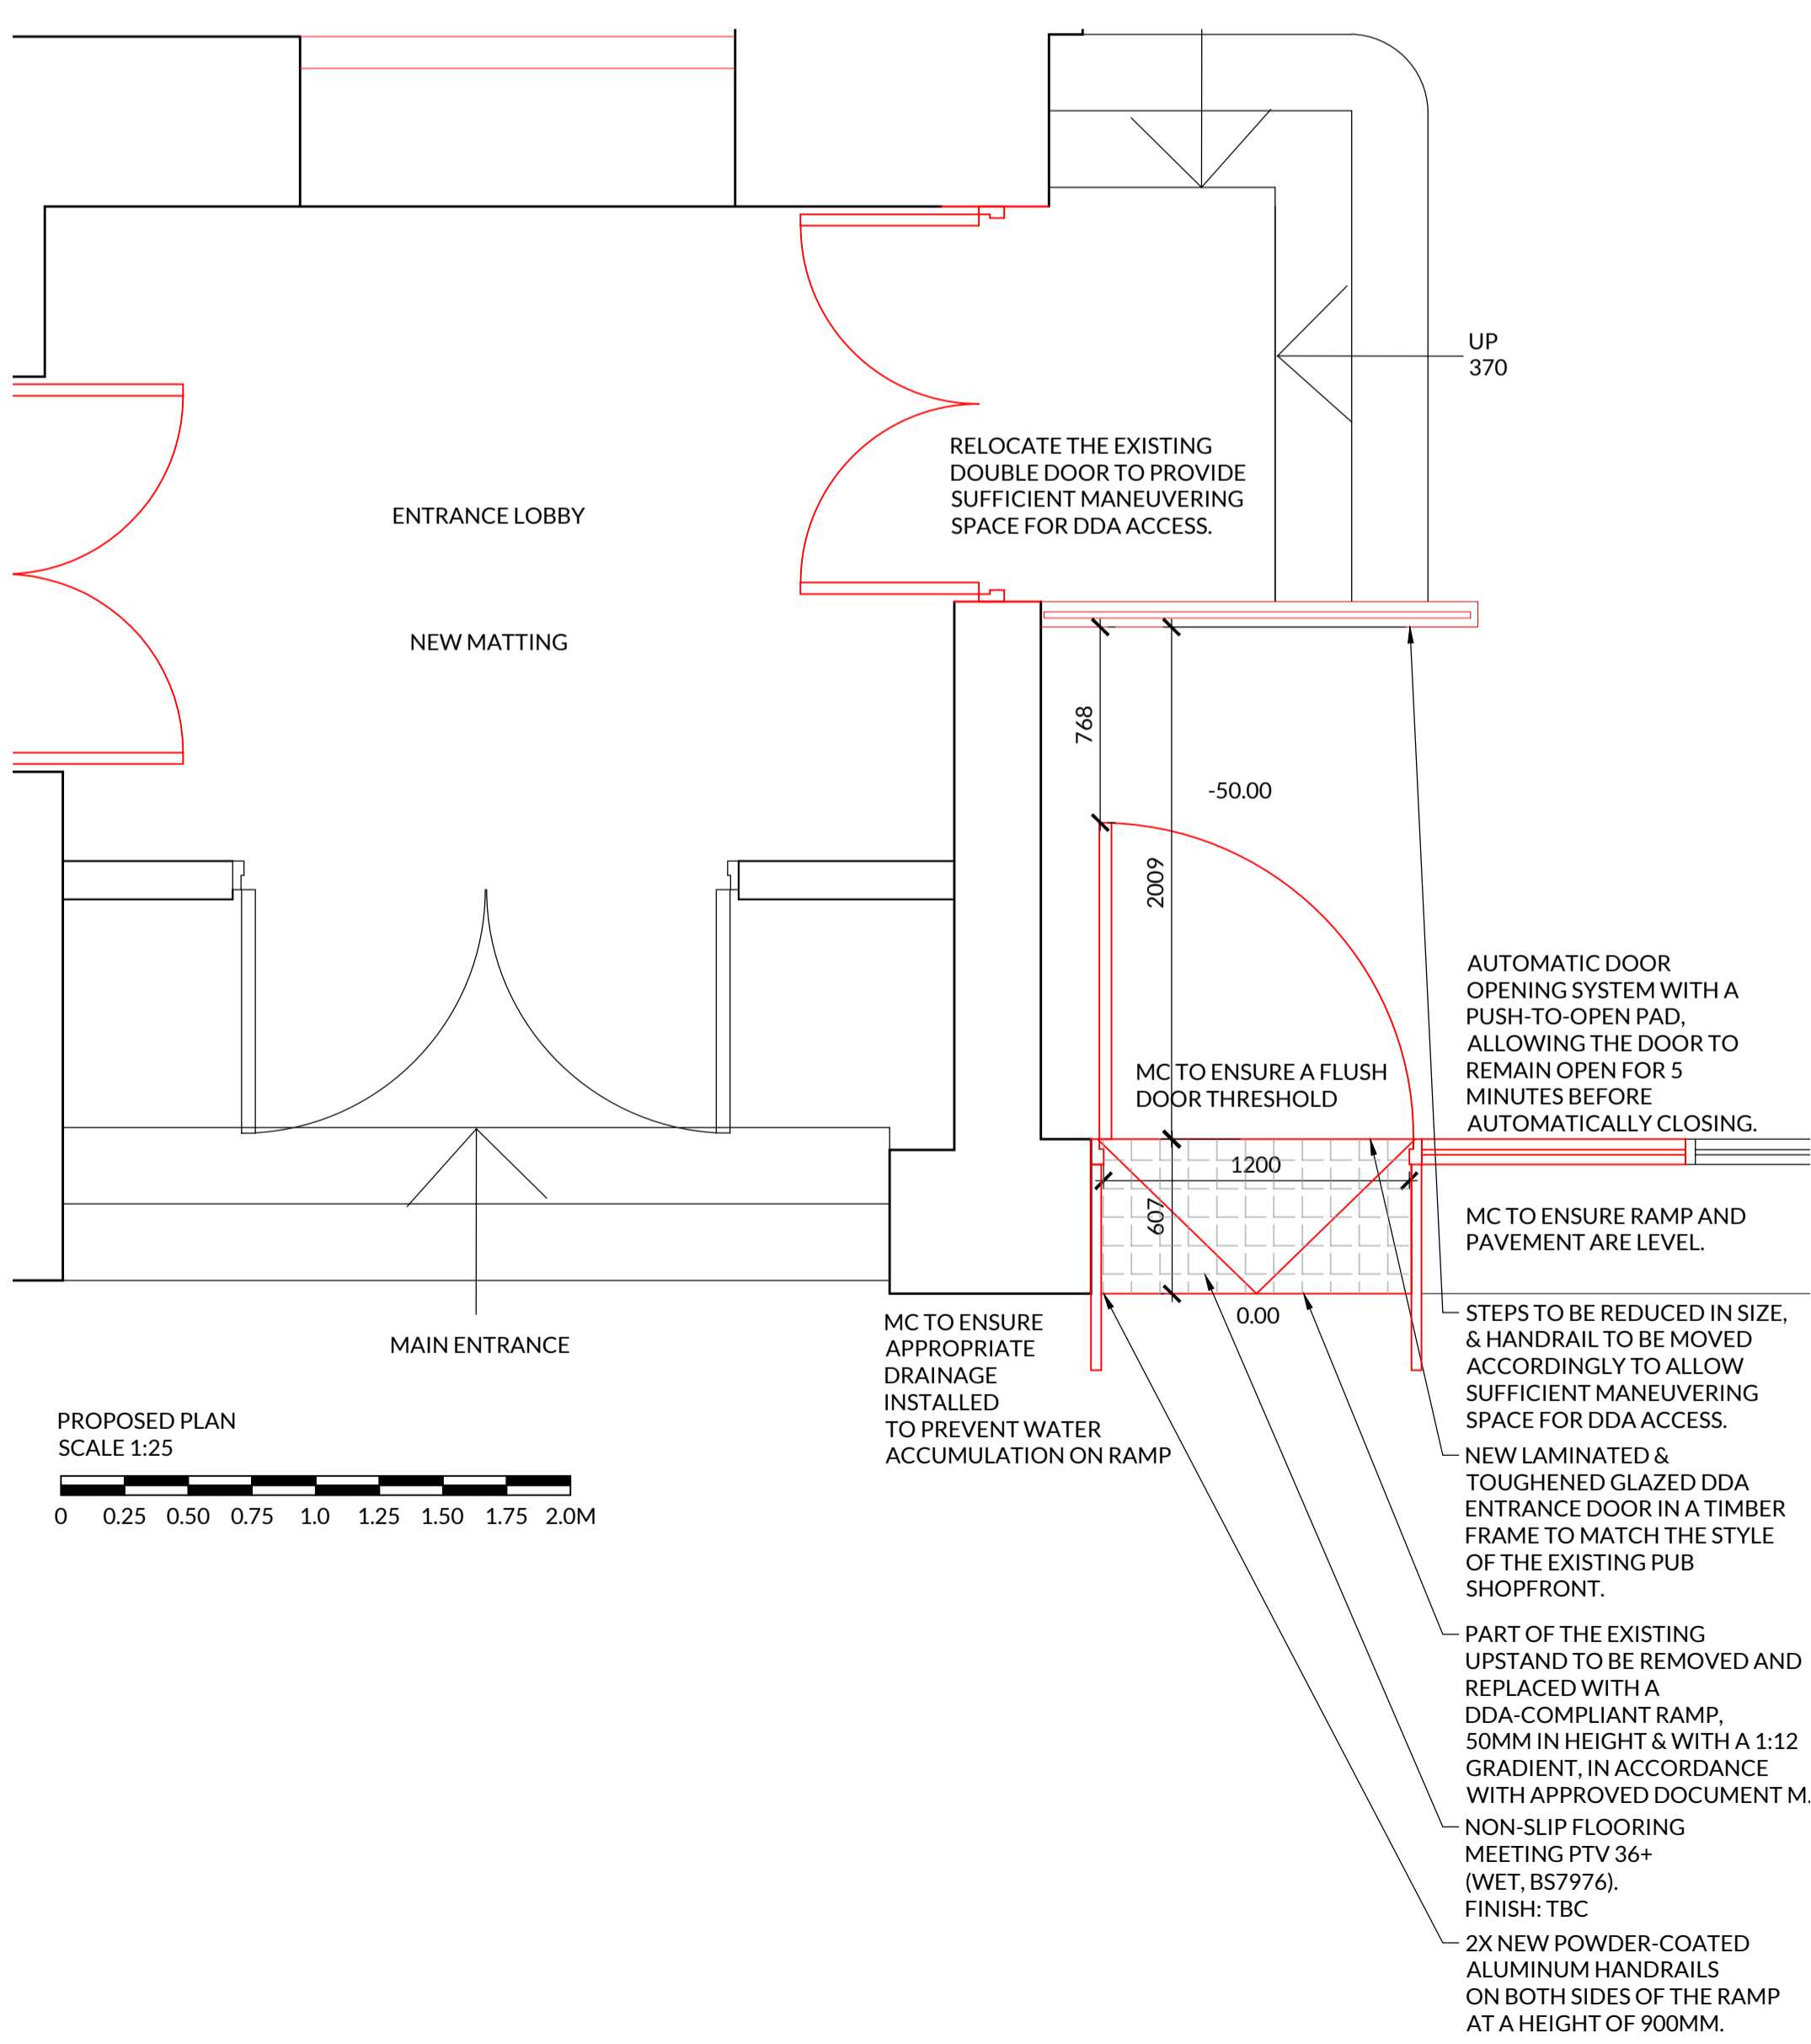 UP
370
RELOCATE THE EXISTING
DOUBLE DOOR TO PROVIDE
SUFFICIENT MANEUVERING
SPACE FOR DDA ACCESS.
ENTRANCE LOBBY
NEW MATTING
768
-50.00
2009
AUTOMATIC DOOR
OPENING SYSTEM WITH A
PUSH-TO-OPEN PAD,
ALLOWING THE DOOR TO
REMAIN OPEN FOR 5
MINUTES BEFORE
AUTOMATICALLY CLOSING.
MC TO ENSURE A FLUSH
DOOR THRESHOLD
1200
607
MC TO ENSURE RAMP AND
PAVEMENT ARE LEVEL.
0.00
MAIN ENTRANCE
MC TO ENSURE
APPROPRIATE
DRAINAGE
INSTALLED
TO PREVENT WATER
ACCUMULATION ON RAMP
STEPS TO BE REDUCED IN SIZE,
& HANDRAIL TO BE MOVED
ACCORDINGLY TO ALLOW
SUFFICIENT MANEUVERING
SPACE FOR DDA ACCESS.
PROPOSED PLAN
SCALE 1:25
0 0.25 0.50 0.75 1.0 1.25 1.50 1.75 2.0M
NEW LAMINATED &
TOUGHENED GLAZED DDA
ENTRANCE DOOR IN A TIMBER
FRAME TO MATCH THE STYLE
OF THE EXISTING PUB
SHOPFRONT.
PART OF THE EXISTING
UPSTAND TO BE REMOVED AND
REPLACED WITH A
DDA-COMPLIANT RAMP,
50MM IN HEIGHT & WITH A 1:12
GRADIENT, IN ACCORDANCE
WITH APPROVED DOCUMENT M.
NON-SLIP FLOORING
MEETING PTV 36+
(WET, BS7976).
FINISH: TBC
2X NEW POWDER-COATED
ALUMINUM HANDRAILS
ON BOTH SIDES OF THE RAMP
AT A HEIGHT OF 900MM.